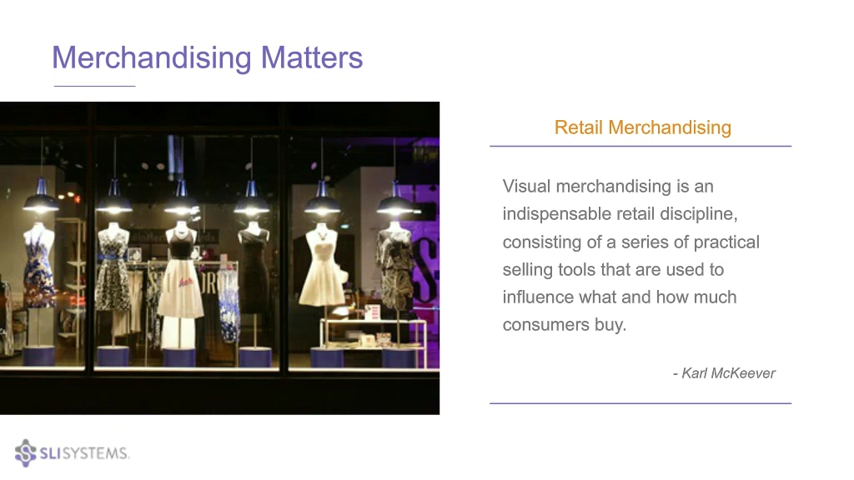 Merchandising Matters
Retail Merchandising
Visual merchandising is an
indispensable retail discipline,
consisting of a series of practical
selling tools that are used to
influence what and how much
consumers buy.
- Karl McKeever
SLISYSTEMS.